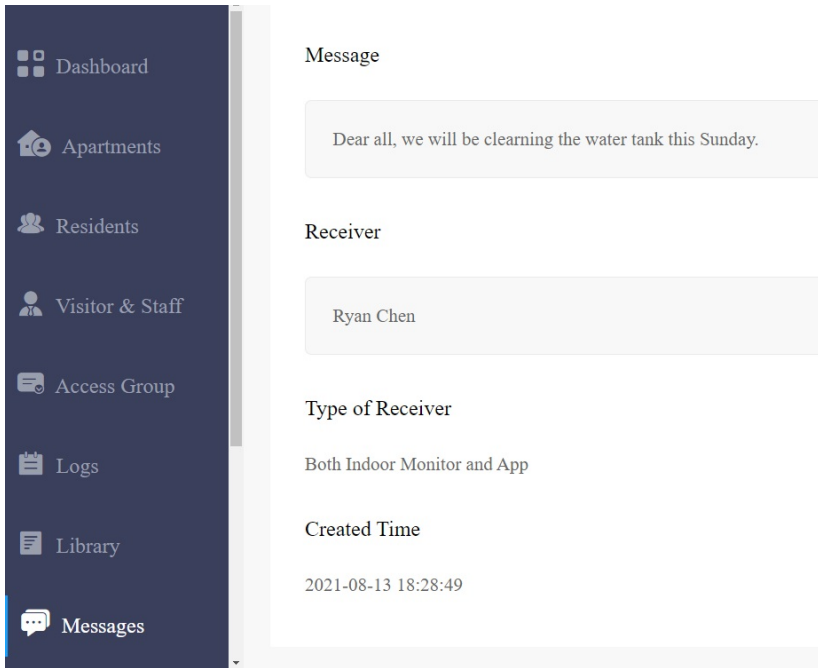 Dashboard
Apartments
Residents
Visitor & Staff
Access Group
Logs
Library
Messages
Message
Dear all, we will be clearning the water tank this Sunday.
Receiver
Ryan Chen
Type of Receiver
Both Indoor Monitor and App
Created Time
2021-08-13 18:28:49